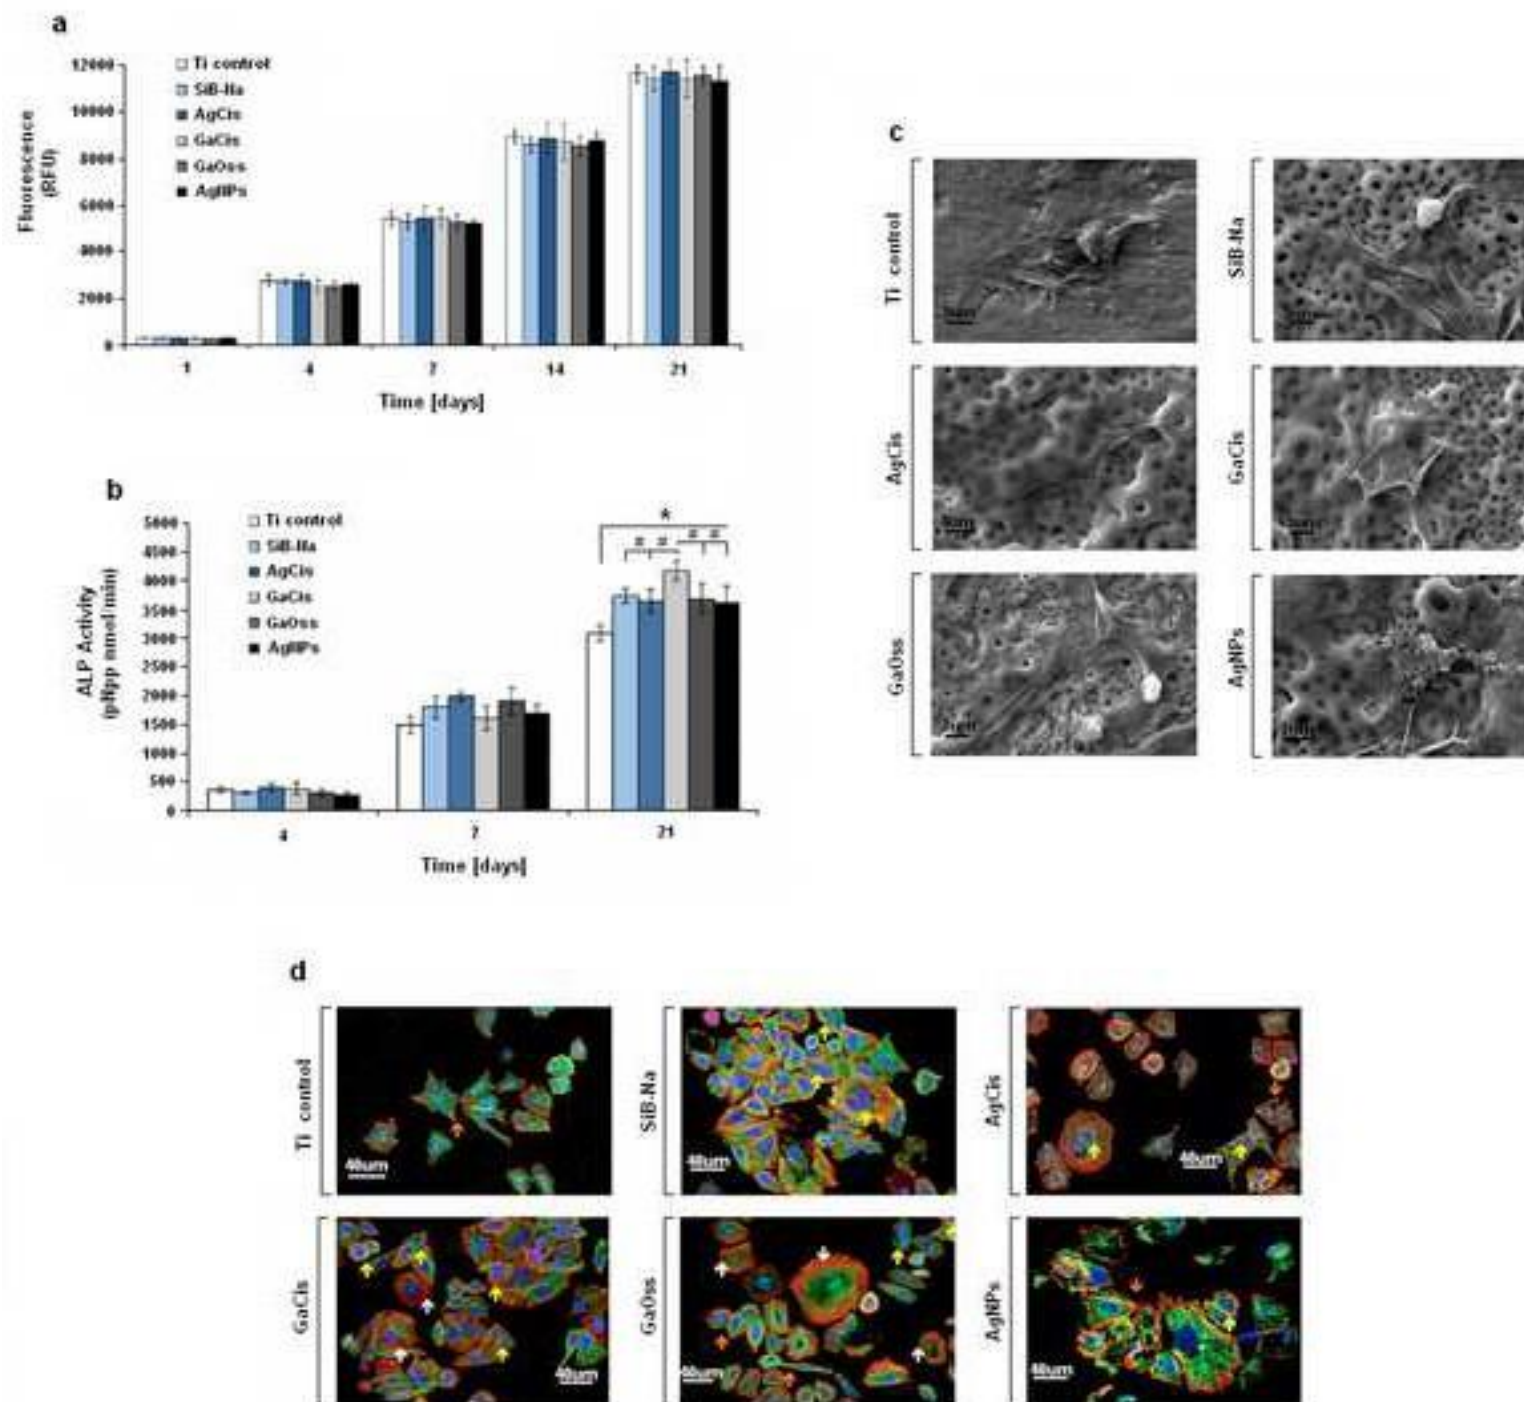 a
Fluorescence
(RFU)
12000
10000
8000
6000
4000
2000
0
Ti control
SiB-Na
AgCis
GaCis
GaOss
AgNPs
1 4 7 14 21
Time [days]
b
ALP Activity
(pNpp nmol/min)
5000
4500
4000
3500
3000
2500
2000
1500
1000
500
0
Ti control
SiB-Na
AgCis
GaCis
GaOss
AgNPs
*
# # # #
4 7 21
Time [days]
c
Ti control
SiB-Na
AgCis
GaCis
GaOss
AgNPs
d
Ti control
40um
SiB-Na
40um
AgCis
40um
GaCis
40um
GaOss
40um
AgNPs
40um